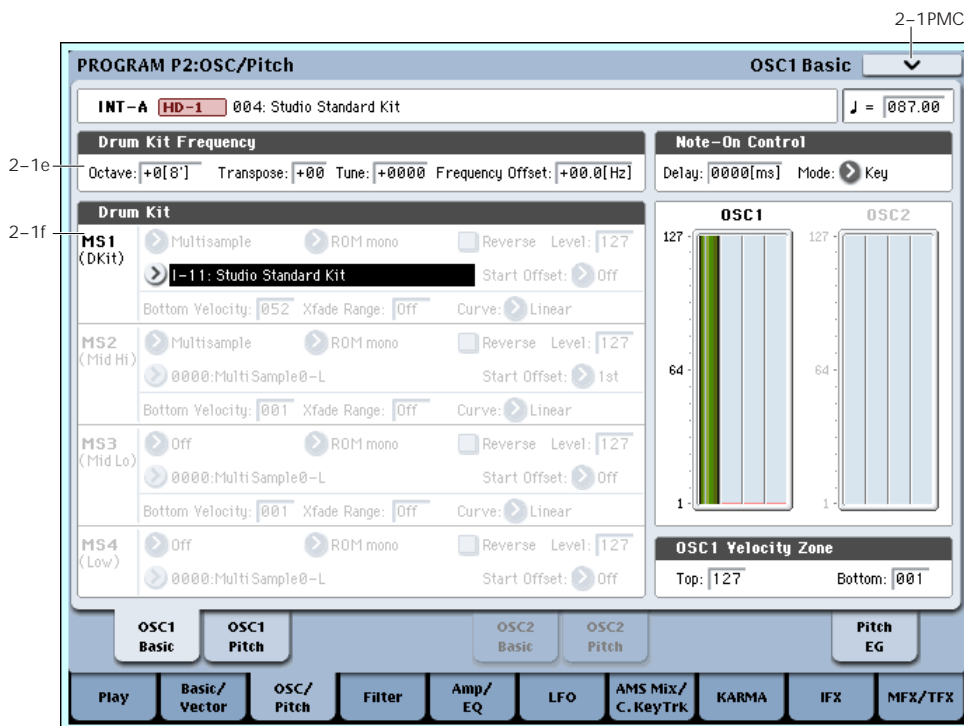 2-1PMC
PROGRAM P2:OSC/Pitch OSC1 Basic
INT-A HD-1 004: Studio Standard Kit ♩ = 087.00
Drum Kit Frequency Note-On Control
2-1e
Octave: +0[8'] Transpose: +00 Tune: +0000 Frequency Offset: +00.0[Hz] Delay: 0000[ms] Mode: Key
Drum Kit
2-1f
MS1 (DKit) Multisample ROM mono Reverse Level: 127
I-11: Studio Standard Kit Start Offset: Off
Bottom Velocity: 052 Xfade Range: Off Curve: Linear
MS2 (Mid Hi) Multisample ROM mono Reverse Level: 127
0000:MultiSample0-L Start Offset: 1st
Bottom Velocity: 001 Xfade Range: Off Curve: Linear
MS3 (Mid Lo) Off ROM mono Reverse Level: 127
0000:MultiSample0-L Start Offset: Off
Bottom Velocity: 001 Xfade Range: Off Curve: Linear
MS4 (Low) Off ROM mono Reverse Level: 127
0000:MultiSample0-L Start Offset: Off
OSC1 OSC2
127 127
64 64
1 1
OSC1 Velocity Zone
Top: 127 Bottom: 001
OSC1 Basic OSC1 Pitch OSC2 Basic OSC2 Pitch Pitch EG
Play Basic/Vector OSC/Pitch Filter Amp/EQ LFO AMS Mix/C.KeyTrk KARMA IFX MFX/TFX